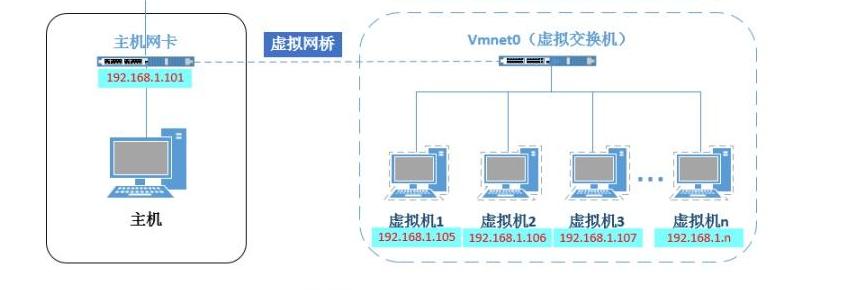 主机网卡
虚拟网桥
Vmnet0（虚拟交换机）
192.168.1.101
主机
...
虚拟机1 虚拟机2 虚拟机3 虚拟机n
192.168.1.105 192.168.1.106 192.168.1.107 192.168.1.n